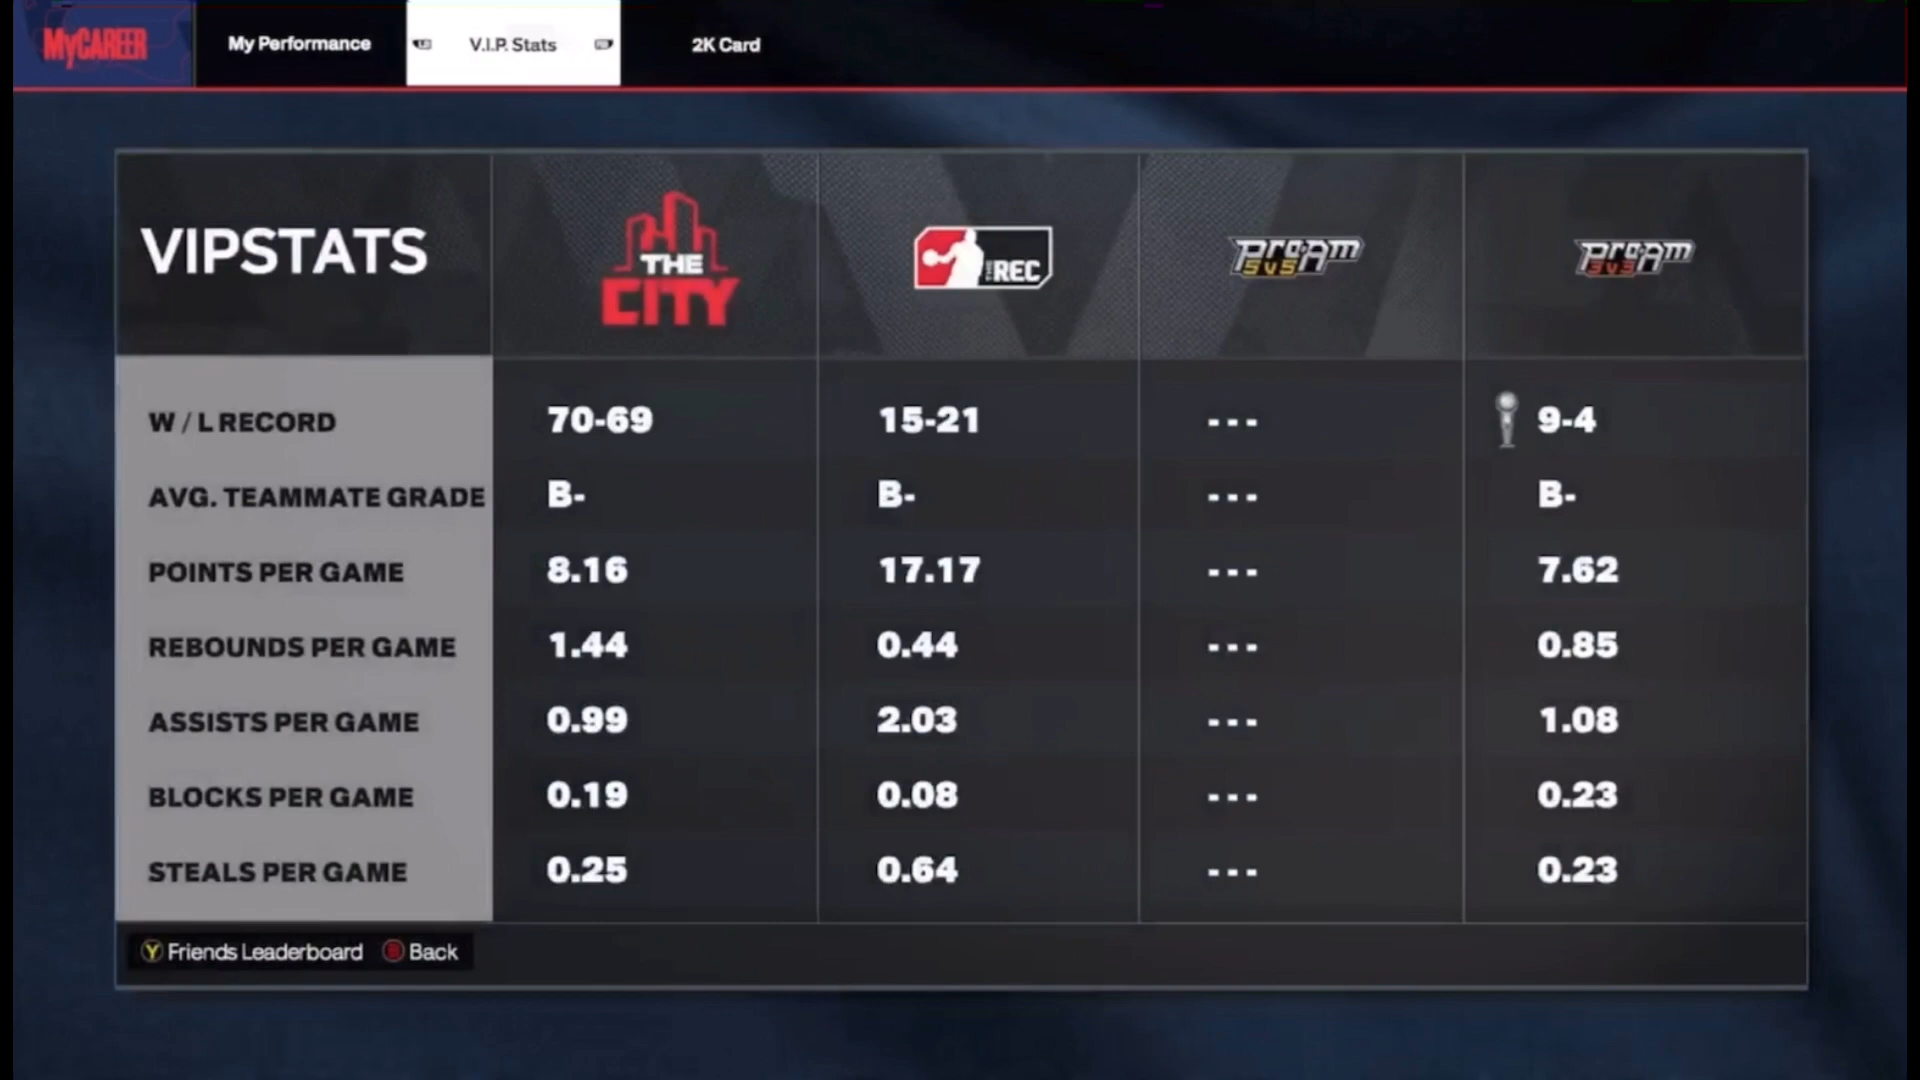 MyCAREER
My Performance
LB
V.I.P. Stats
2K Card
VIPSTATS
THE
CITY
THE REC
PRO-AM
5v5
PRO-AM
3v3
W / L RECORD 70-69 15-21 --- 9-4
AVG. TEAMMATE GRADE B- B- --- B-
POINTS PER GAME 8.16 17.17 --- 7.62
REBOUNDS PER GAME 1.44 0.44 --- 0.85
ASSISTS PER GAME 0.99 2.03 --- 1.08
BLOCKS PER GAME 0.19 0.08 --- 0.23
STEALS PER GAME 0.25 0.64 --- 0.23
Y Friends Leaderboard B Back